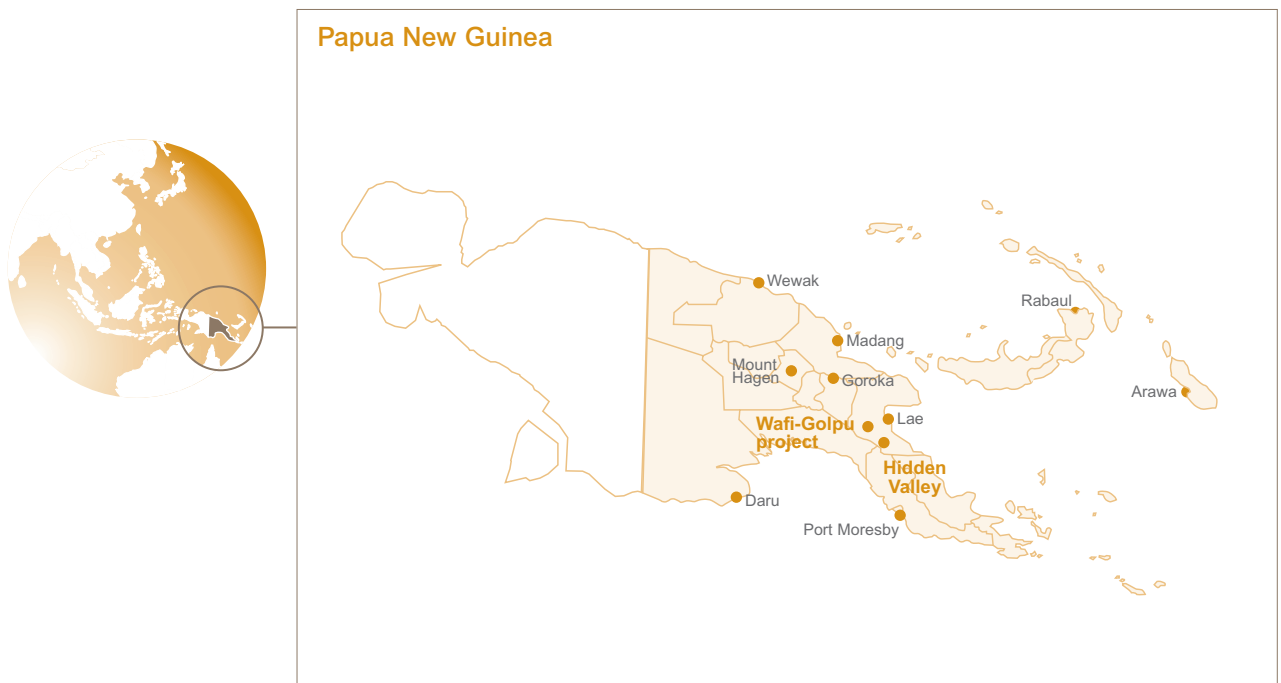 Papua New Guinea
Wewak
Rabaul
Madang
Mount
Hagen
Goroka
Arawa
Lae
Wafi-Golpu
project
Hidden
Valley
Daru
Port Moresby